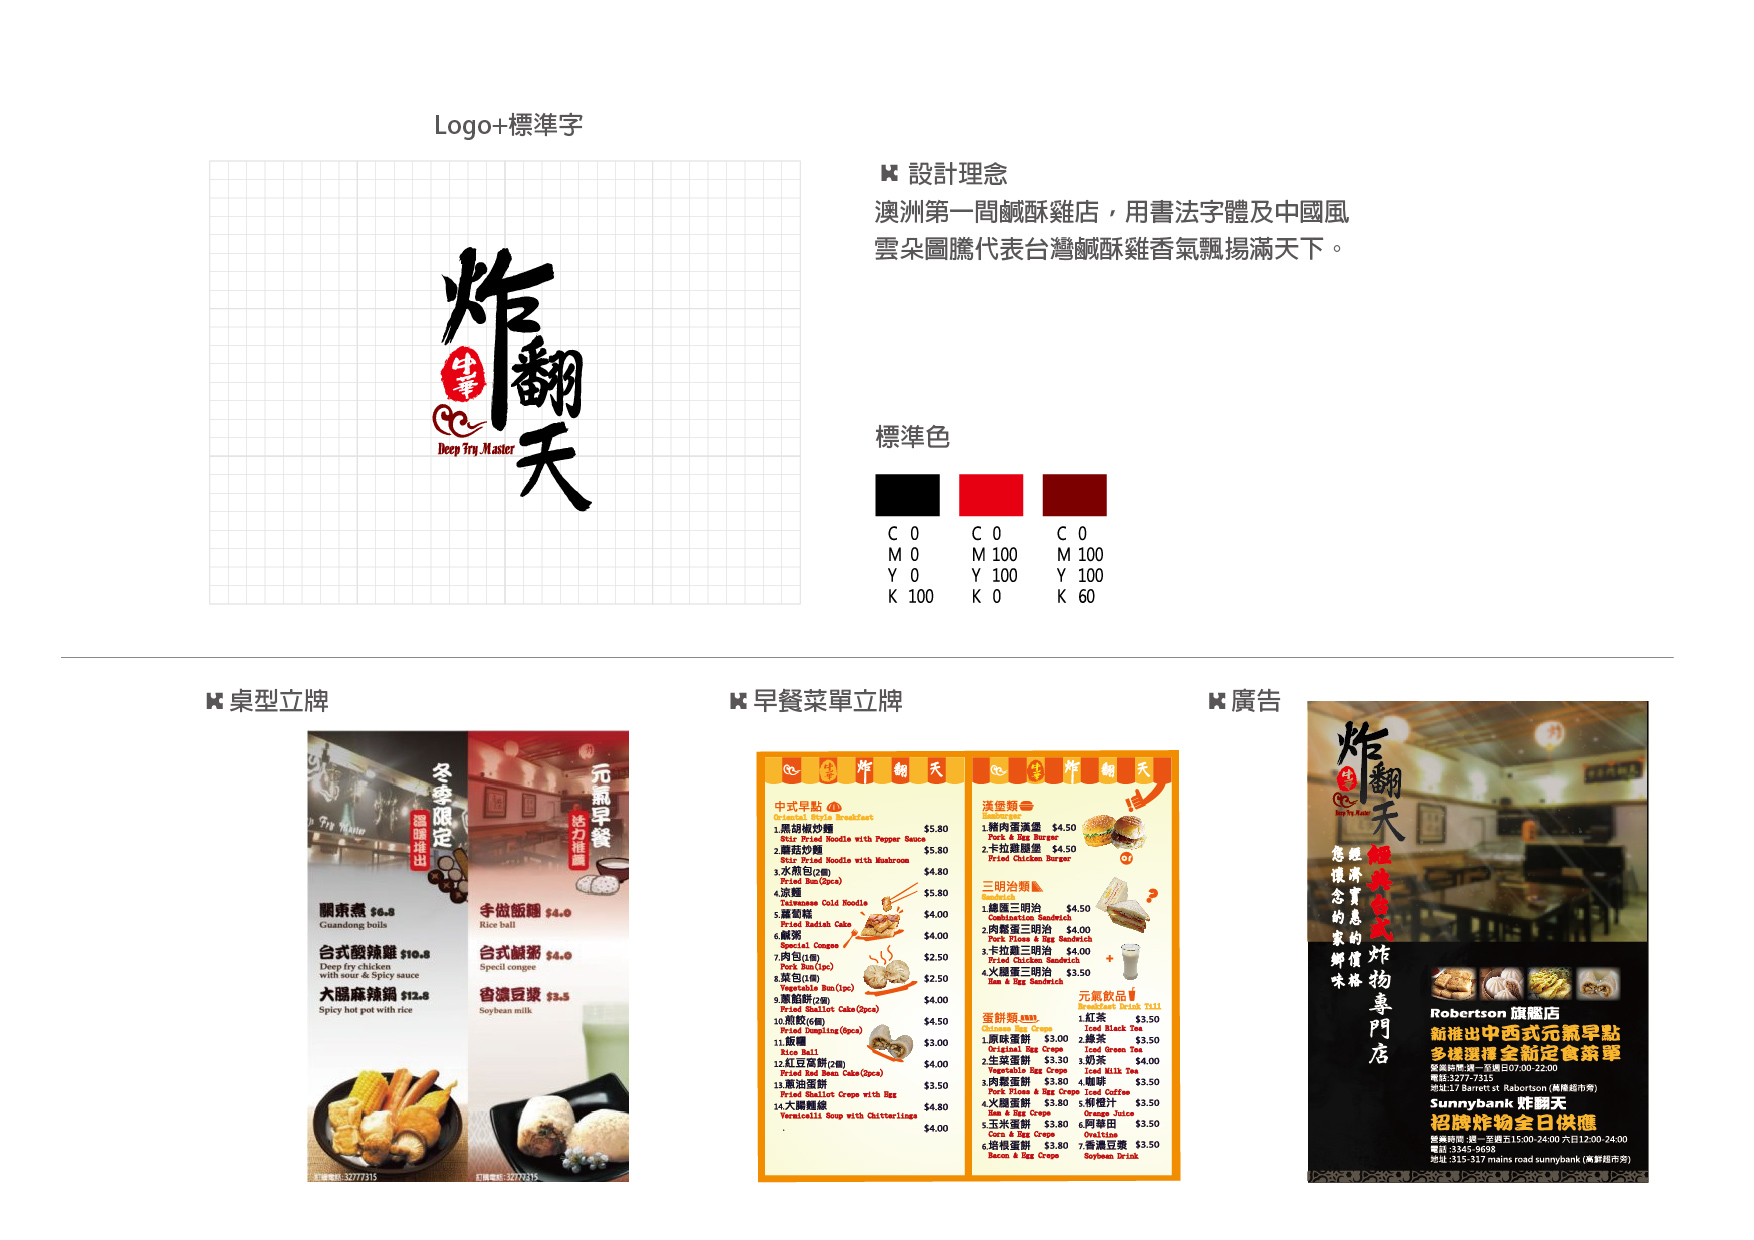 Logo+標準字
炸翻天
中華
Deep Fry Master
設計理念
澳洲第一間鹹酥雞店，用書法字體及中國風
雲朵圖騰代表台灣鹹酥雞香氣飄揚滿天下。
標準色
C 0
M 0
Y 0
K 100
C 0
M 100
Y 100
K 0
C 0
M 100
Y 100
K 60
桌型立牌
冬季限定
溫暖堆出
Fry Master
關東煮 $6.8
Guandong boils
台式酸辣雞 $10.8
Deep fry chicken
with sour & Spicy sauce
大腸麻辣鍋 $12.8
Spicy hot pot with rice
訂購電話:32777315
元氣早餐
活力推薦
手做飯糰 $4.0
Rice ball
台式鹹粥 $4.0
Specil congee
香濃豆漿 $3.5
Soybean milk
訂購電話:32777315
早餐菜單立牌
中華 炸翻天
中式早點
Oriental Style Breakfast
1.黑胡椒炒麵 $5.80
Stir Fried Noodle with Pepper Sauce
2.蘑菇炒麵 $5.80
Stir Fried Noodle with Mushroom
3.水煎包(2個) $4.80
Fried Bun(2pcs)
4.涼麵 $5.80
Taiwanese Cold Noodle
5.蘿蔔糕 $4.00
Fried Radish Cake
6.鹹粥 $4.00
Special Congee
7.肉包(1個) $2.50
Pork Bun(1pc)
8.菜包(1個) $2.50
Vegetable Bun(1pc)
9.蔥餡餅(2個) $4.00
Fried Shallot Cake(2pcs)
10.煎餃(6個) $4.50
Fried Dumpling(6pcs)
11.飯糰 $3.00
Rice Ball
12.紅豆窩餅(2個) $4.00
Fried Red Bean Cake(2pcs)
13.蔥油蛋餅 $3.50
Fried Shallot Crepe with Egg
14.大腸麵線 $4.80
Vermicelli Soup with Chitterlings
. $4.00
中華 炸翻天
漢堡類
Hamburger
1.豬肉蛋漢堡 $4.50
Pork & Egg Burger
2.卡拉雞腿堡 $4.50
Fried Chicken Burger
or
三明治類
Sandwich
1.總匯三明治 $4.50
Combination Sandwich
2.肉鬆蛋三明治 $4.00
Pork Floss & Egg Sandwich
3.卡拉雞三明治 $4.00
Fried Chicken Sandwich
4.火腿蛋三明治 $3.50
Ham & Egg Sandwich
?
+
蛋餅類
Chinese Egg Crepe
1.原味蛋餅 $3.00
Original Egg Crepe
2.生菜蛋餅 $3.30
Vegetable Egg Crepe
3.肉鬆蛋餅 $3.80
Pork Floss & Egg Crepe
4.火腿蛋餅 $3.80
Ham & Egg Crepe
5.玉米蛋餅 $3.80
Corn & Egg Crepe
6.培根蛋餅 $3.80
Bacon & Egg Crepe
元氣飲品
Breakfast Drink Till
1.紅茶 $3.50
Iced Black Tea
2.綠茶 $3.50
Iced Green Tea
3.奶茶 $4.00
Iced Milk Tea
4.咖啡 $3.50
Iced Coffee
5.柳橙汁 $3.50
Orange Juice
6.阿華田 $3.50
Ovaltine
7.香濃豆漿 $3.50
Soybean Drink
廣告
炸翻天
中華
Deep Fry Master
經典台式炸物專門店
經濟實惠的價格
您懷念的家鄉味
Robertson 旗艦店
新推出中西式元氣早點
多樣選擇全新定食菜單
營業時間:週一至週日07:00-22:00
電話:3277-7315
地址:17 Barrett st Rabortson (萬隆超市旁)
Sunnybank 炸翻天
招牌炸物全日供應
營業時間:週一至週五15:00-24:00 六日12:00-24:00
電話:3345-9698
地址:315-317 mains road sunnybank (高鮮超市旁)